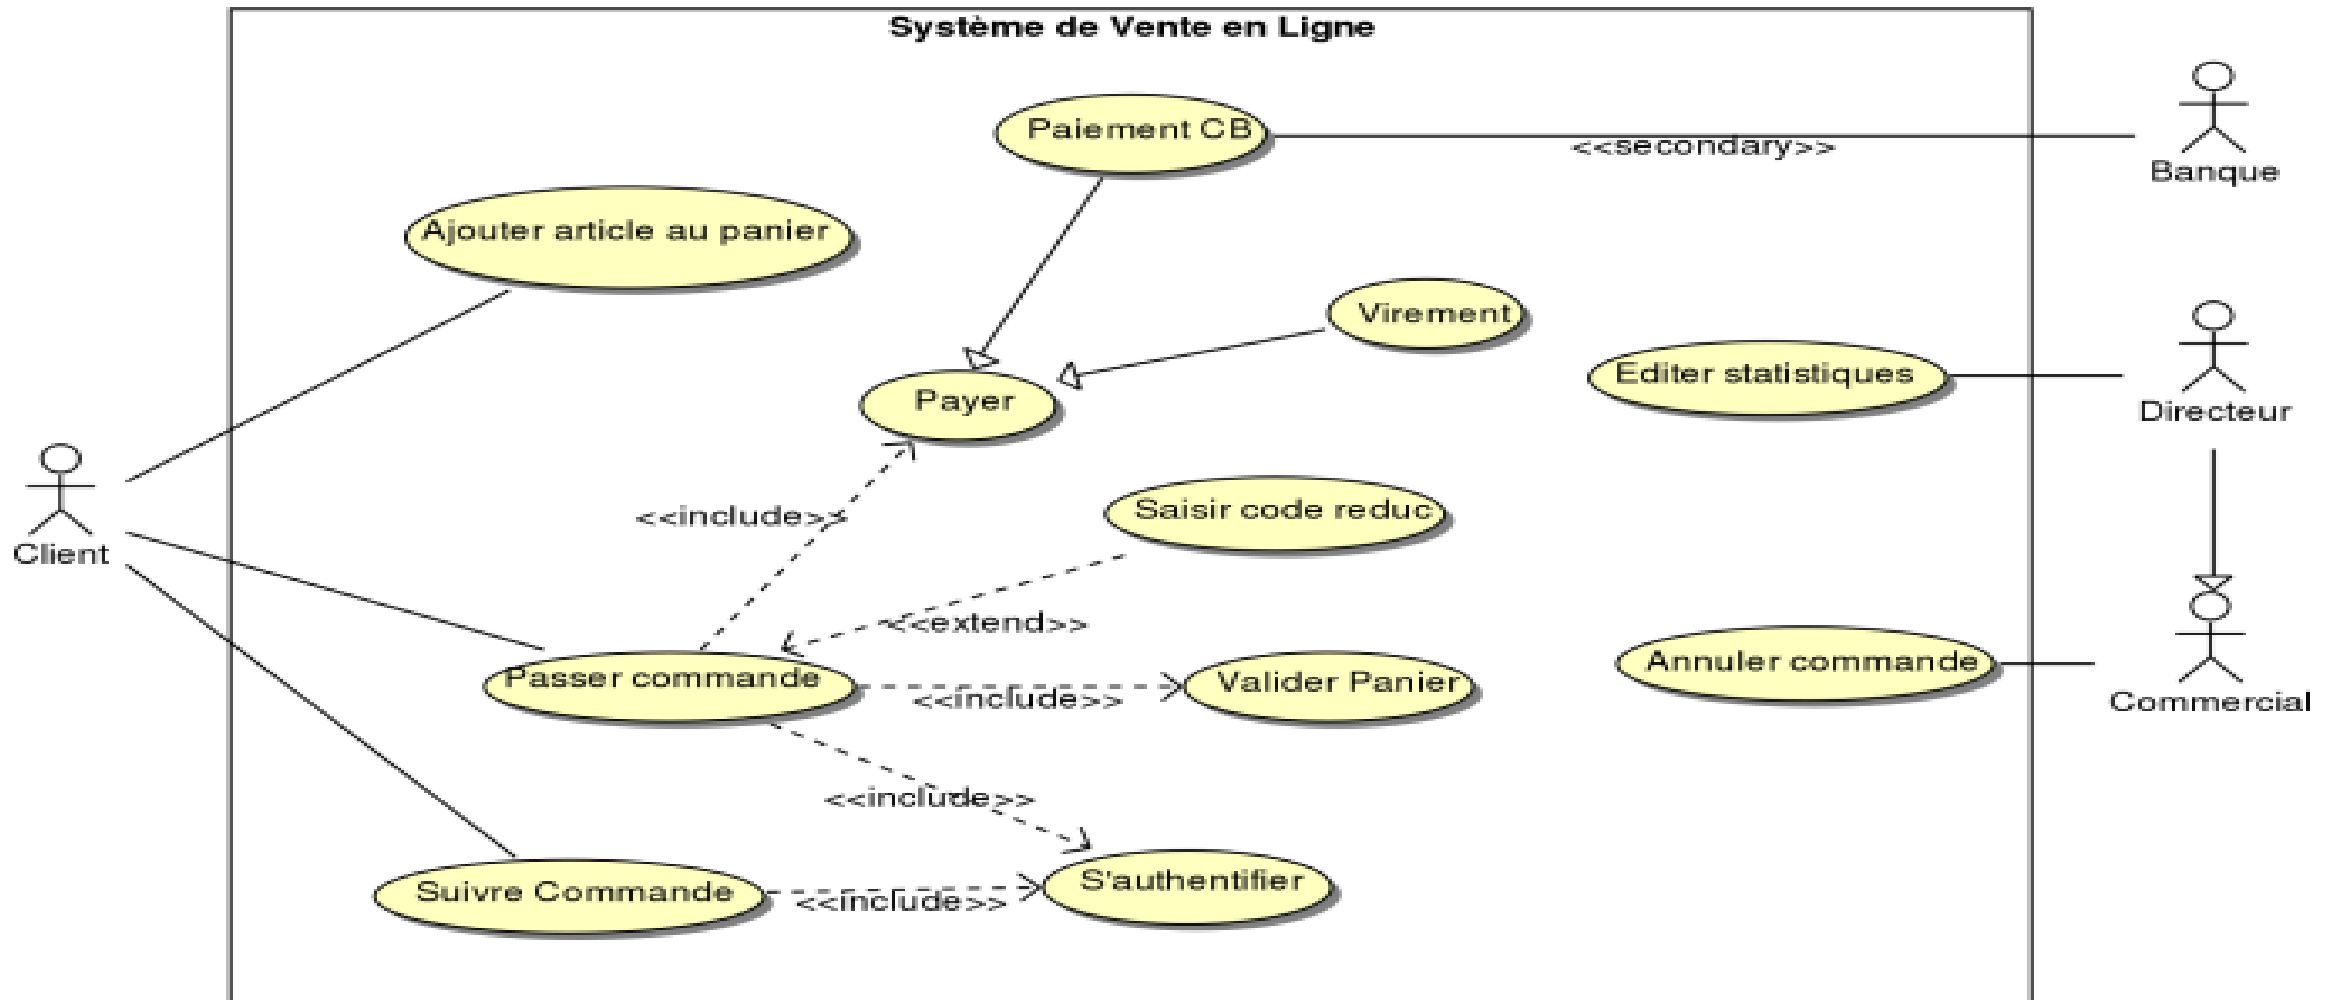 Système de Vente en Ligne
Paiement CB
<<secondary>>
Banque
Ajouter article au panier
Virement
Editer statistiques
Payer
Directeur
<<include>>
Saisir code reduc
Client
<<extend>>
Passer commande
<<include>>
Valider Panier
Annuler commande
Commercial
<<include>>
Suivre Commande
<<include>>
S'authentifier